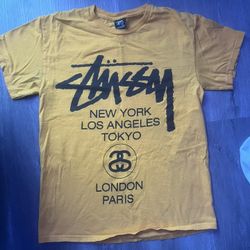 Stüssy
NEW YORK
LOS ANGELES
TOKYO
LONDON
PARIS